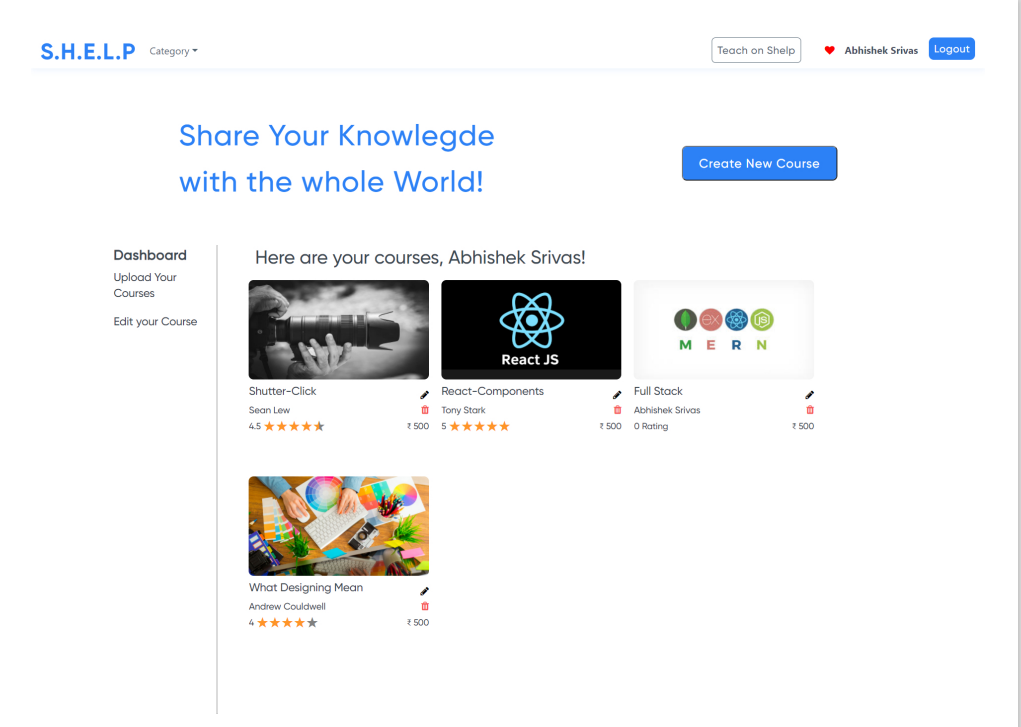 S.H.E.L.P Category Teach on Shelp Abhishek Srivas Logout
Share Your Knowlegde
with the whole World!
Create New Course
Dashboard
Upload Your
Courses
Edit your Course
Here are your courses, Abhishek Srivas!
Shutter-Click
Sean Lew
4.5 ₹ 500
React JS
React-Components
Tony Stark
5 ₹ 500
EX JS
M E R N
Full Stack
Abhishek Srivas
0 Rating ₹ 500
What Designing Mean
Andrew Couldwell
4 ₹ 500